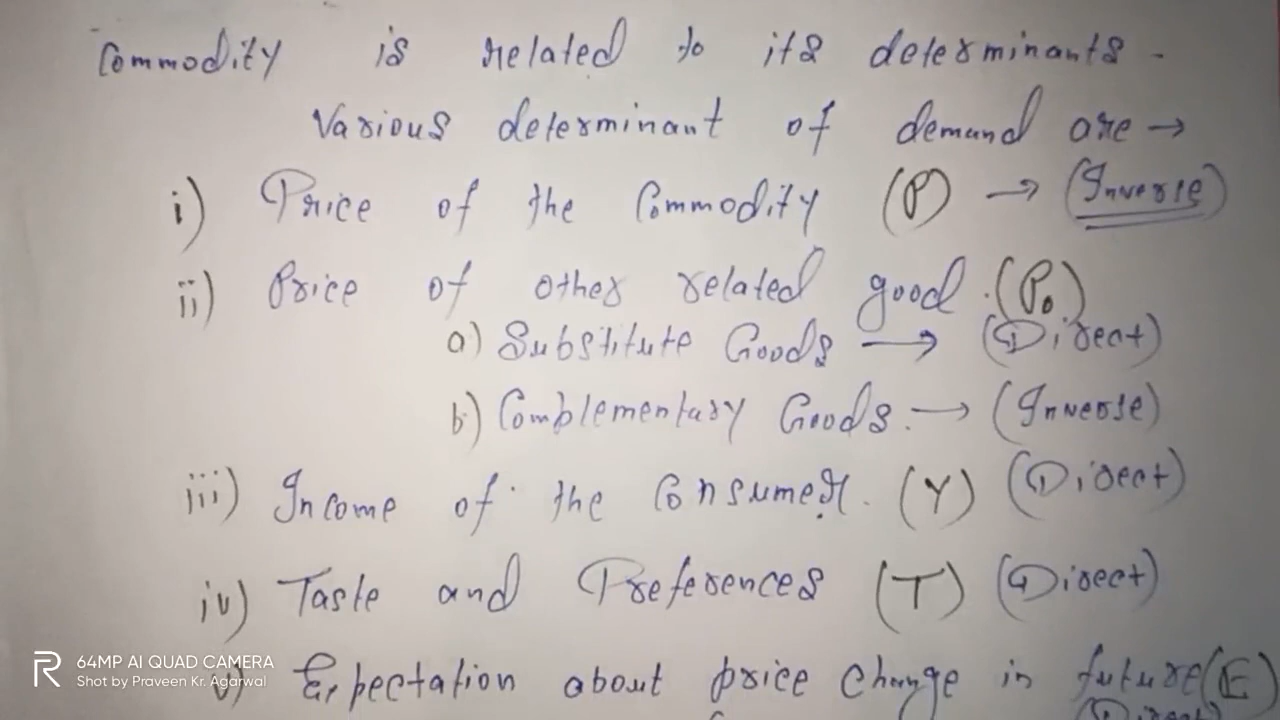 Commodity is related to its determinants.
Various determinant of demand are →
i) Price of the Commodity (P) → (Inverse)
ii) Price of other related good. (Po)
a) Substitute Goods → (Direct)
b) Complementary Goods. → (Inverse)
iii) Income of the Consumer. (Y) (Direct)
iv) Taste and Preferences (T) (Direct)
v) Expectation about price change in future (E)
(Direct)
64MP AI QUAD CAMERA
Shot by Praveen Kr. Agarwal